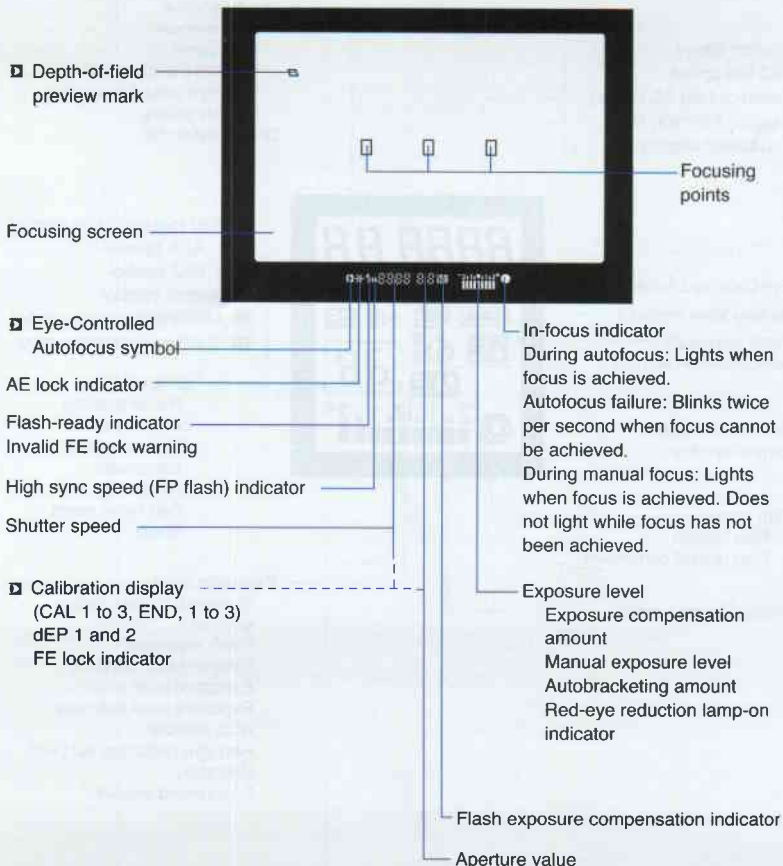 Depth-of-field
preview mark
Focusing
points
Focusing screen
Eye-Controlled
Autofocus symbol
AE lock indicator
Flash-ready indicator
Invalid FE lock warning
High sync speed (FP flash) indicator
Shutter speed
Calibration display
(CAL 1 to 3, END, 1 to 3)
dEP 1 and 2
FE lock indicator
In-focus indicator
During autofocus: Lights when
focus is achieved.
Autofocus failure: Blinks twice
per second when focus cannot
be achieved.
During manual focus: Lights
when focus is achieved. Does
not light while focus has not
been achieved.
Exposure level
Exposure compensation
amount
Manual exposure level
Autobracketing amount
Red-eye reduction lamp-on
indicator
Flash exposure compensation indicator
Aperture value